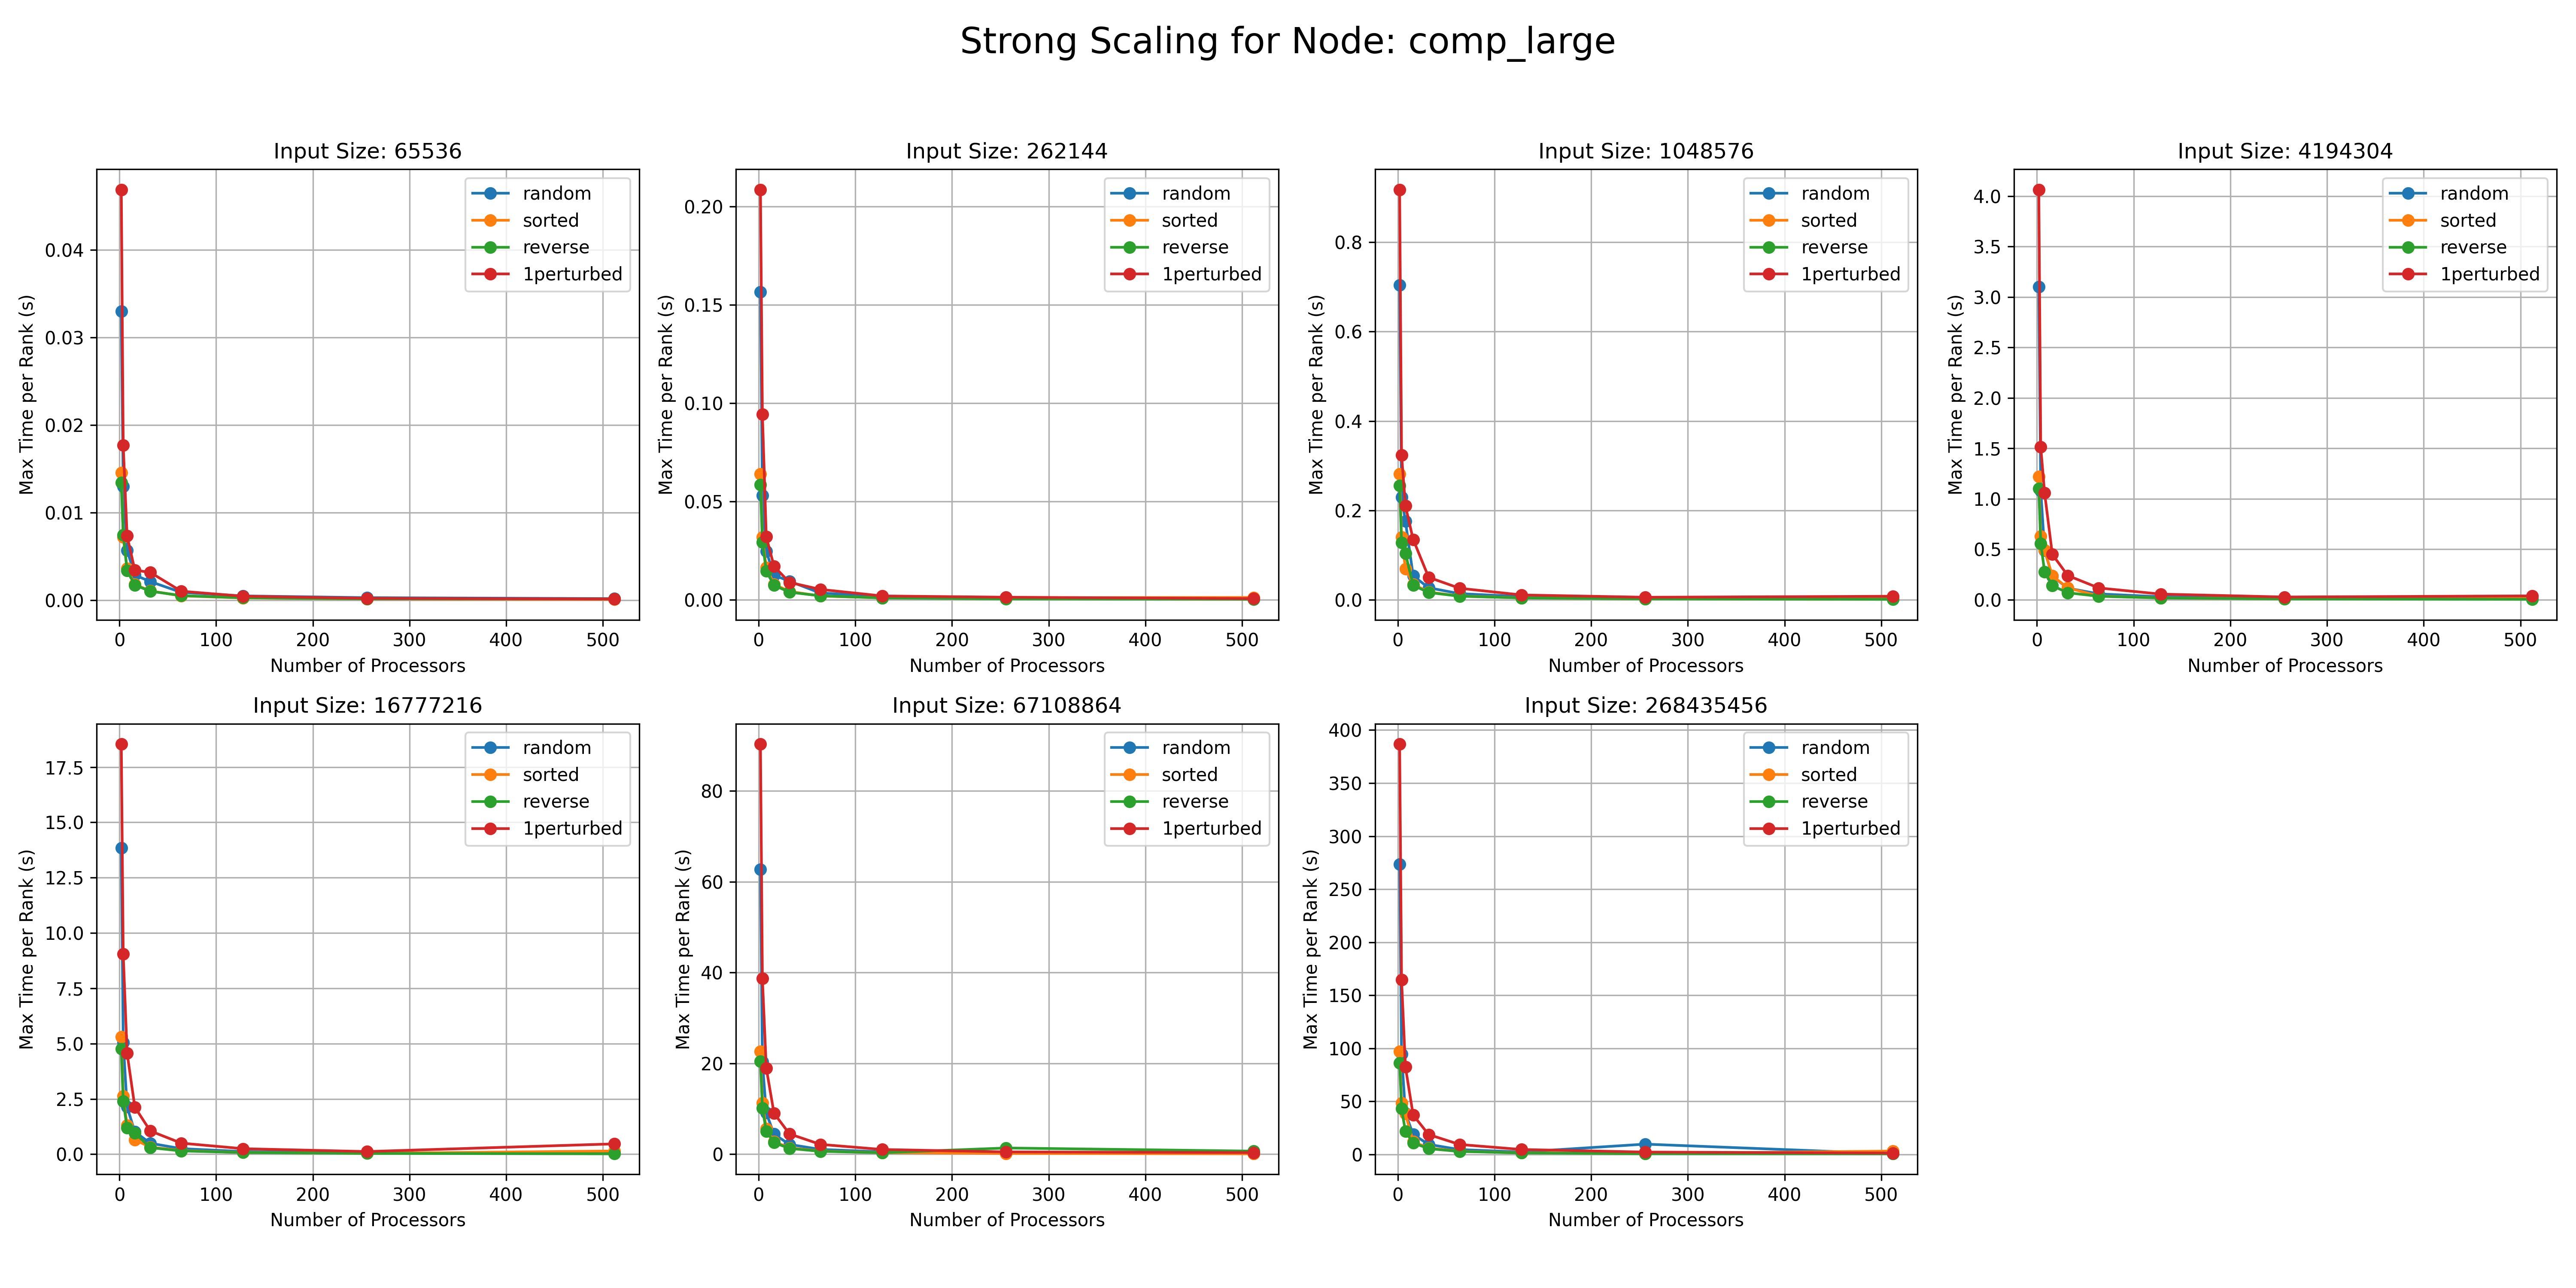 Strong Scaling for Node: comp_large
Input Size: 65536
random
sorted
reverse
1perturbed
Max Time per Rank (s)
0.04
0.03
0.02
0.01
0.00
0 100 200 300 400 500
Number of Processors
Input Size: 262144
random
sorted
reverse
1perturbed
Max Time per Rank (s)
0.20
0.15
0.10
0.05
0.00
0 100 200 300 400 500
Number of Processors
Input Size: 1048576
random
sorted
reverse
1perturbed
Max Time per Rank (s)
0.8
0.6
0.4
0.2
0.0
0 100 200 300 400 500
Number of Processors
Input Size: 4194304
random
sorted
reverse
1perturbed
Max Time per Rank (s)
4.0
3.5
3.0
2.5
2.0
1.5
1.0
0.5
0.0
0 100 200 300 400 500
Number of Processors
Input Size: 16777216
random
sorted
reverse
1perturbed
Max Time per Rank (s)
17.5
15.0
12.5
10.0
7.5
5.0
2.5
0.0
0 100 200 300 400 500
Number of Processors
Input Size: 67108864
random
sorted
reverse
1perturbed
Max Time per Rank (s)
80
60
40
20
0
0 100 200 300 400 500
Number of Processors
Input Size: 268435456
random
sorted
reverse
1perturbed
Max Time per Rank (s)
400
350
300
250
200
150
100
50
0
0 100 200 300 400 500
Number of Processors